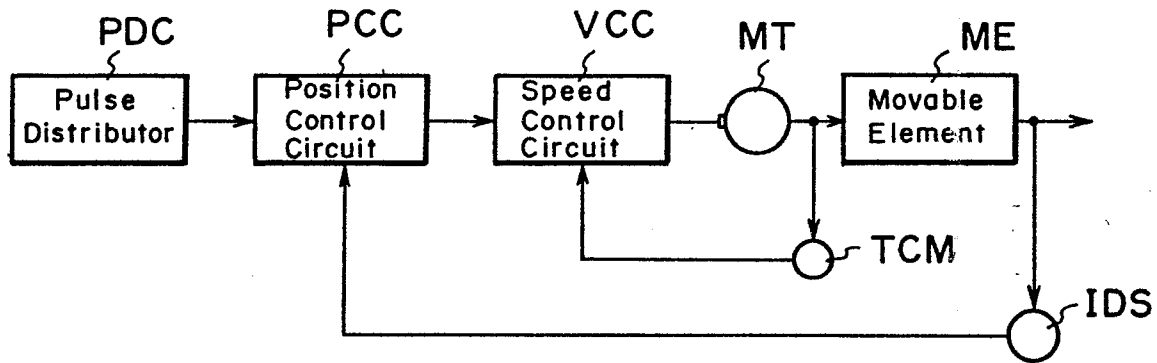 PDC
PCC
VCC
MT
ME
Pulse
Distributor
Position
Control
Circuit
Speed
Control
Circuit
Movable
Element
TCM
IDS